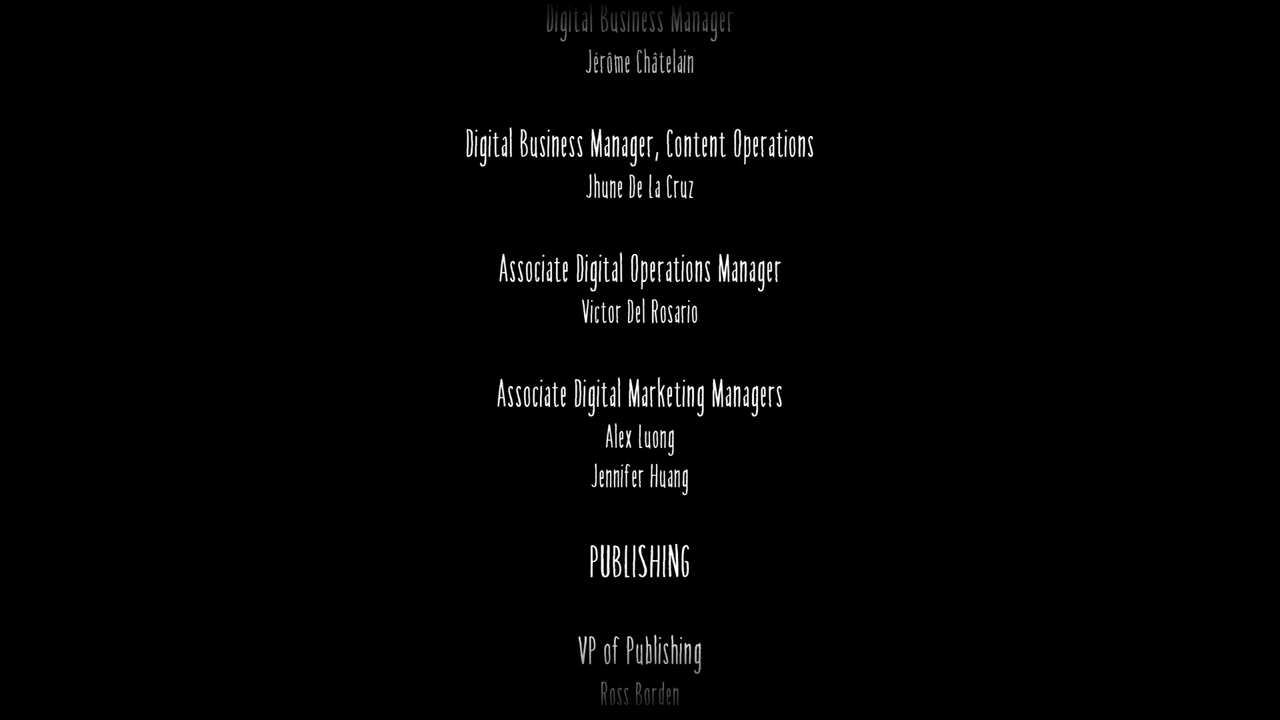 Digital Business Manager
Jérôme Châtelain
Digital Business Manager, Content Operations
Jhune De La Cruz
Associate Digital Operations Manager
Victor Del Rosario
Associate Digital Marketing Managers
Alex Luong
Jennifer Huang
PUBLISHING
VP of Publishing
Ross Borden